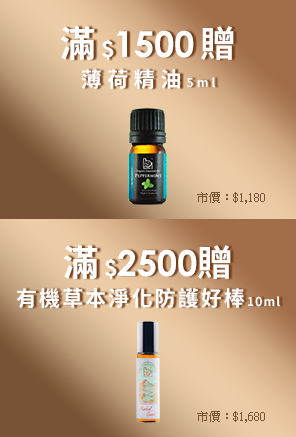 滿$1500贈
薄荷精油5ml
PEPPERMINT
市價：$1,180
滿$2500贈
有機草本淨化防護好棒10ml
市價：$1,680